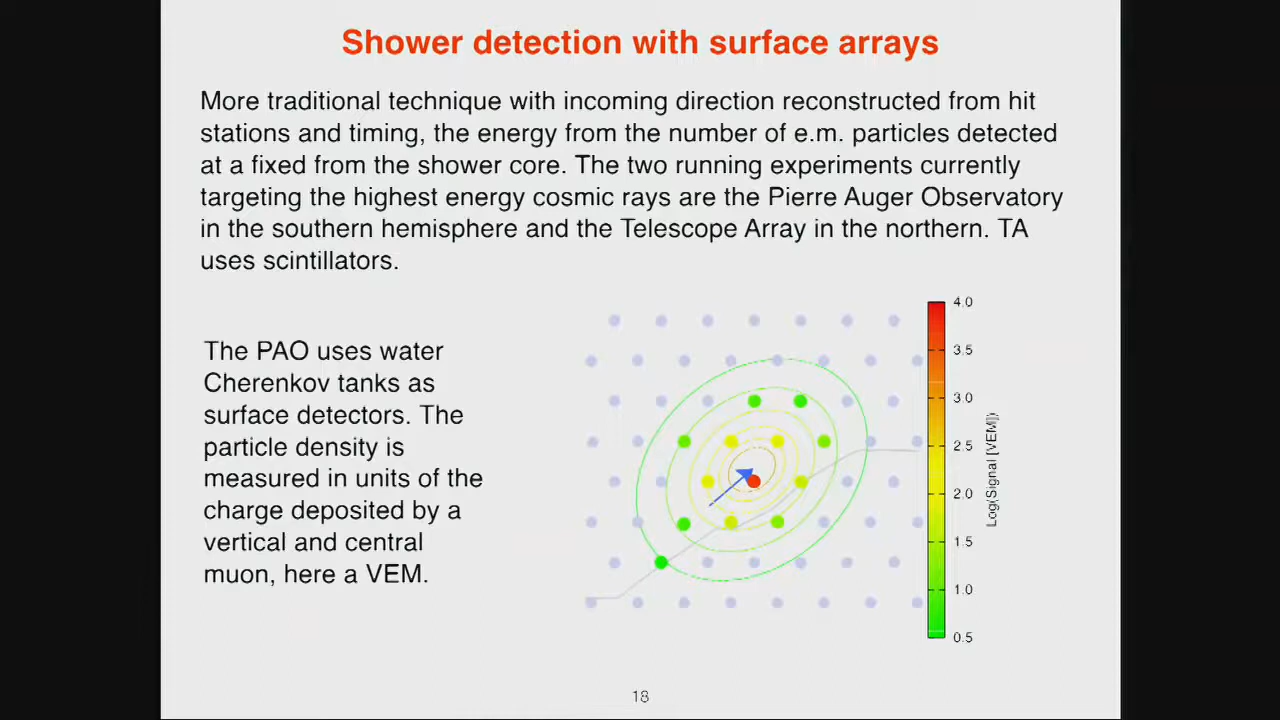 Shower detection with surface arrays
More traditional technique with incoming direction reconstructed from hit
stations and timing, the energy from the number of e.m. particles detected
at a fixed from the shower core. The two running experiments currently
targeting the highest energy cosmic rays are the Pierre Auger Observatory
in the southern hemisphere and the Telescope Array in the northern. TA
uses scintillators.
The PAO uses water
Cherenkov tanks as
surface detectors. The
particle density is
measured in units of the
charge deposited by a
vertical and central
muon, here a VEM.
4.0
3.5
3.0
2.5
2.0
1.5
1.0
0.5
Log(Signal [VEM])
18